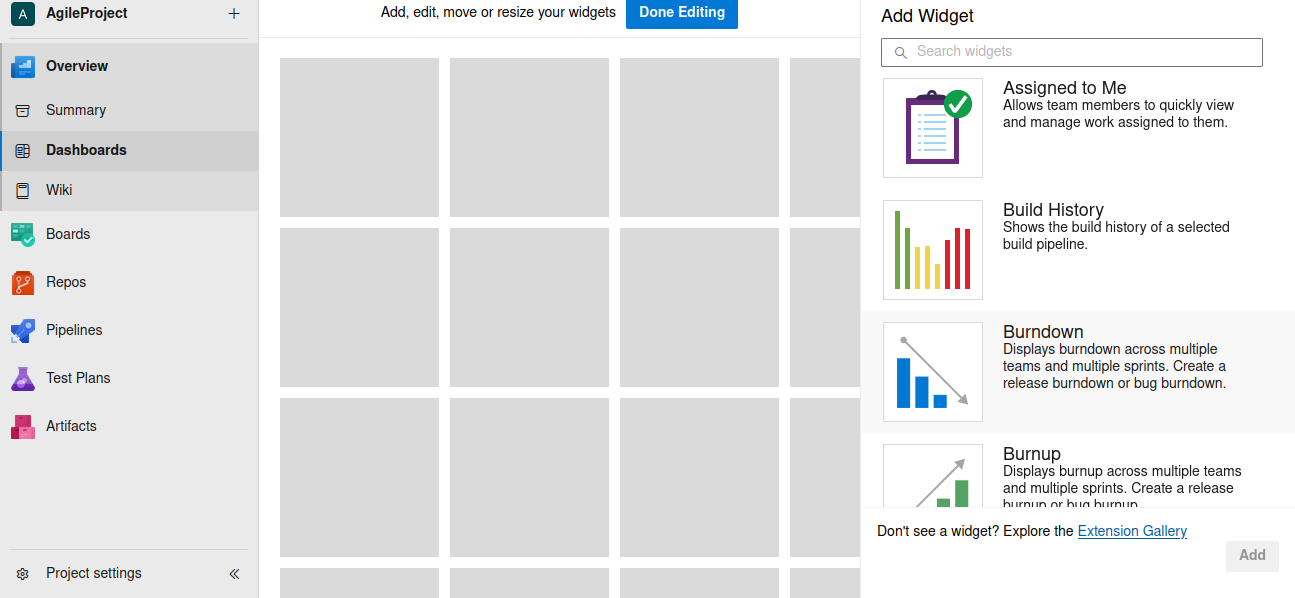 A AgileProject +
Overview
Summary
Dashboards
Wiki
Boards
Repos
Pipelines
Test Plans
Artifacts
Project settings
Add, edit, move or resize your widgets
Done Editing
Add Widget
Search widgets
Assigned to Me
Allows team members to quickly view
and manage work assigned to them.
Build History
Shows the build history of a selected
build pipeline.
Burndown
Displays burndown across multiple
teams and multiple sprints. Create a
release burndown or bug burndown.
Burnup
Displays burnup across multiple teams
and multiple sprints. Create a release
burnup or bug burnup.
Don't see a widget? Explore the Extension Gallery
Add